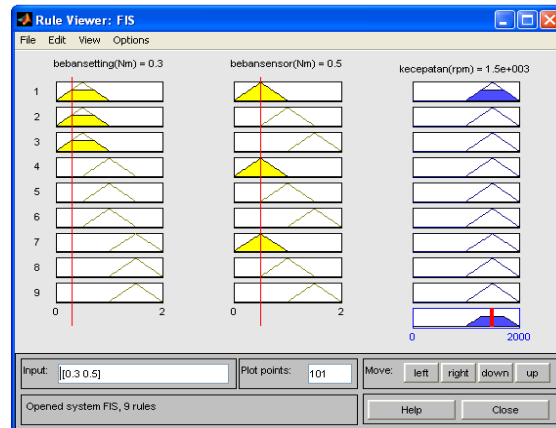 Rule Viewer: FIS
File Edit View Options
bebansetting(Nm) = 0.3 bebansensor(Nm) = 0.5 kecepatan(rpm) = 1.5e+003
1
2
3
4
5
6
7
8
9
0 2 0 2
0 2000
Input: [0.3 0.5] Plot points: 101 Move: left right down up
Opened system FIS, 9 rules Help Close